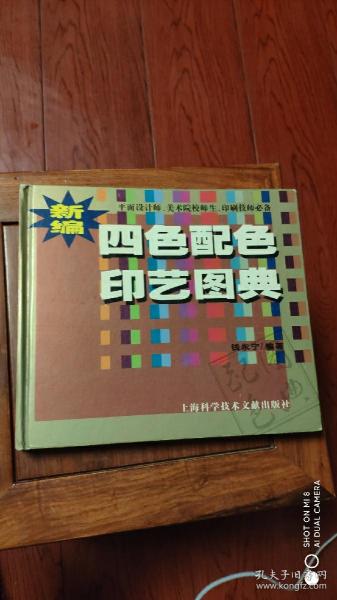 新编
平面设计师、美术院校师生、印刷技师必备
四色配色
印艺图典
钱永宁/编著
上海科学技术文献出版社
SHOT ON MI 8
AI DUAL CAMERA
孔夫子旧书网
www.kongfz.com